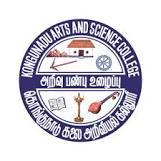 KONGUNADU ARTS AND SCIENCE COLLEGE
அறிவு பண்பு உழைப்பு
கொங்குநாடு கலை அறிவியல் கல்லூரி